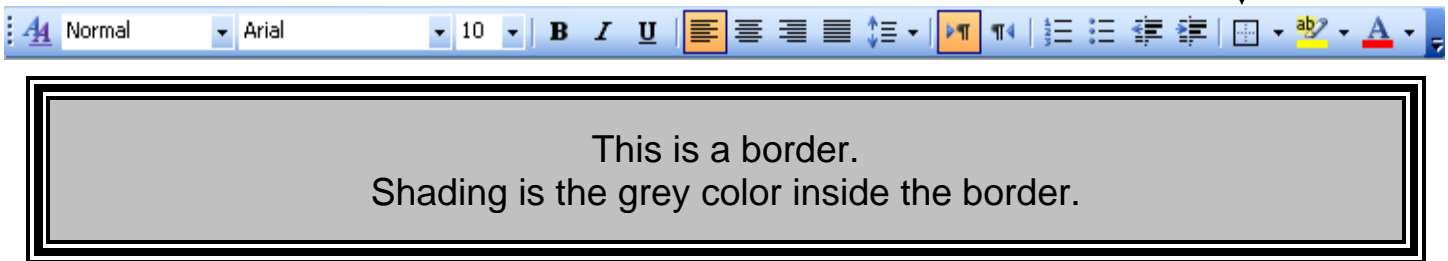 Normal Arial 10 B I U
This is a border.
Shading is the grey color inside the border.